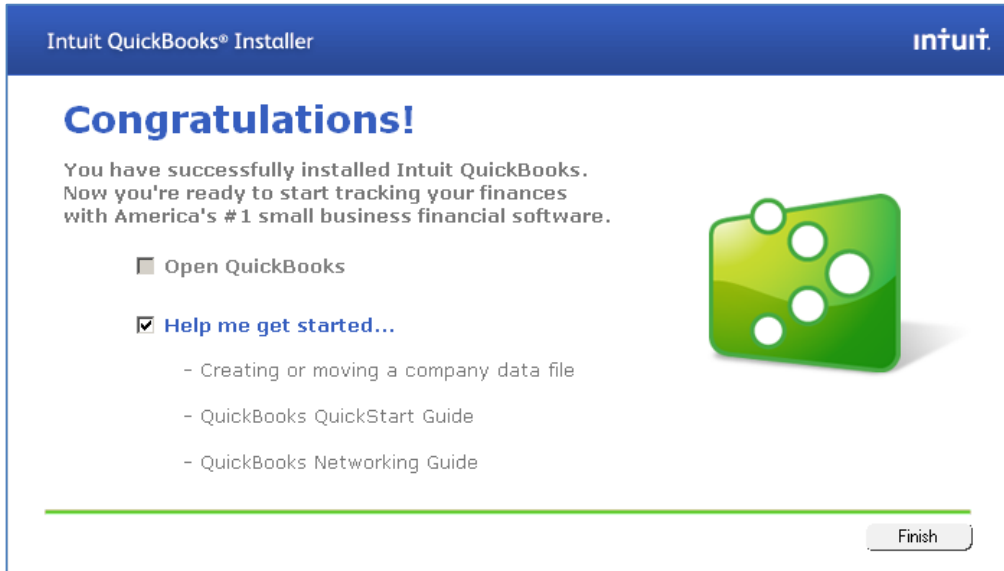 Intuit QuickBooks® Installer
intuit.
Congratulations!
You have successfully installed Intuit QuickBooks.
Now you're ready to start tracking your finances
with America's #1 small business financial software.
Open QuickBooks
Help me get started...
- Creating or moving a company data file
- QuickBooks QuickStart Guide
- QuickBooks Networking Guide
Finish